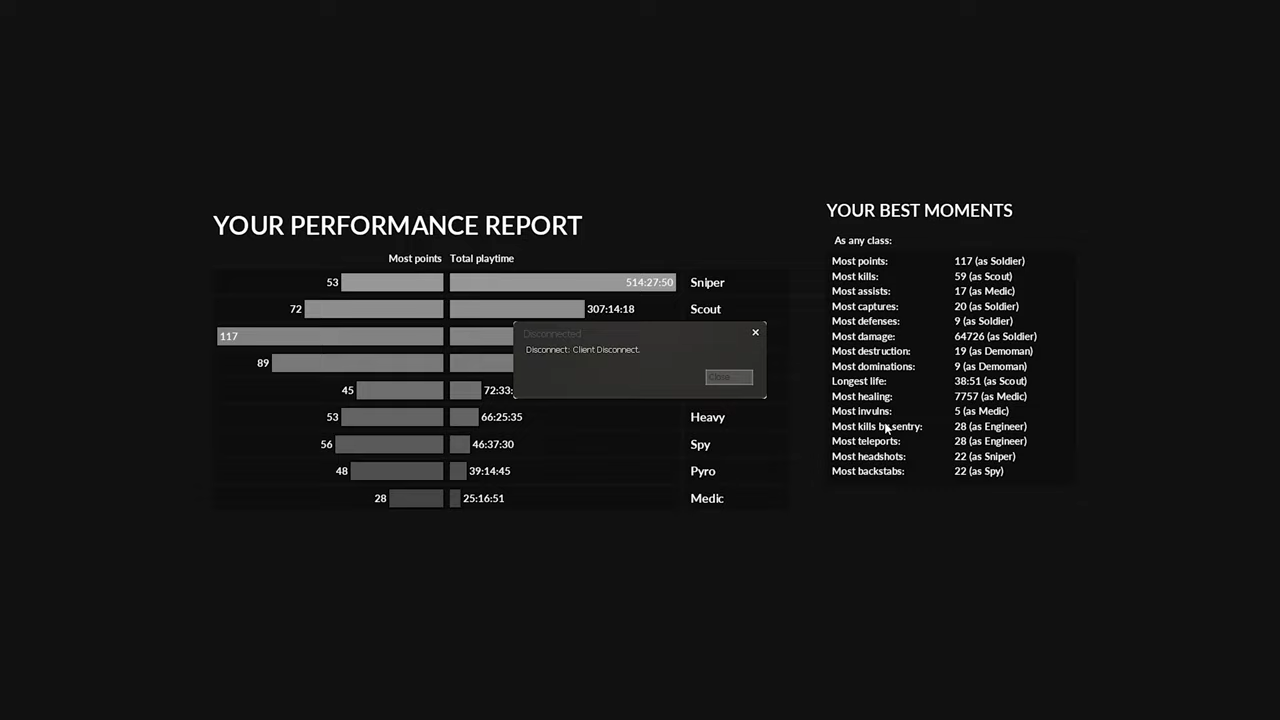 YOUR PERFORMANCE REPORT
Most points Total playtime
53 514:27:50 Sniper
72 307:14:18 Scout
117
89
45 72:33:
53 66:25:35 Heavy
56 46:37:30 Spy
48 39:14:45 Pyro
28 25:16:51 Medic
Disconnected
Disconnect: Client Disconnect.
Close
YOUR BEST MOMENTS
As any class:
Most points: 117 (as Soldier)
Most kills: 59 (as Scout)
Most assists: 17 (as Medic)
Most captures: 20 (as Soldier)
Most defenses: 9 (as Soldier)
Most damage: 64726 (as Soldier)
Most destruction: 19 (as Demoman)
Most dominations: 9 (as Demoman)
Longest life: 38:51 (as Scout)
Most healing: 7757 (as Medic)
Most invulns: 5 (as Medic)
Most kills by sentry: 28 (as Engineer)
Most teleports: 28 (as Engineer)
Most headshots: 22 (as Sniper)
Most backstabs: 22 (as Spy)